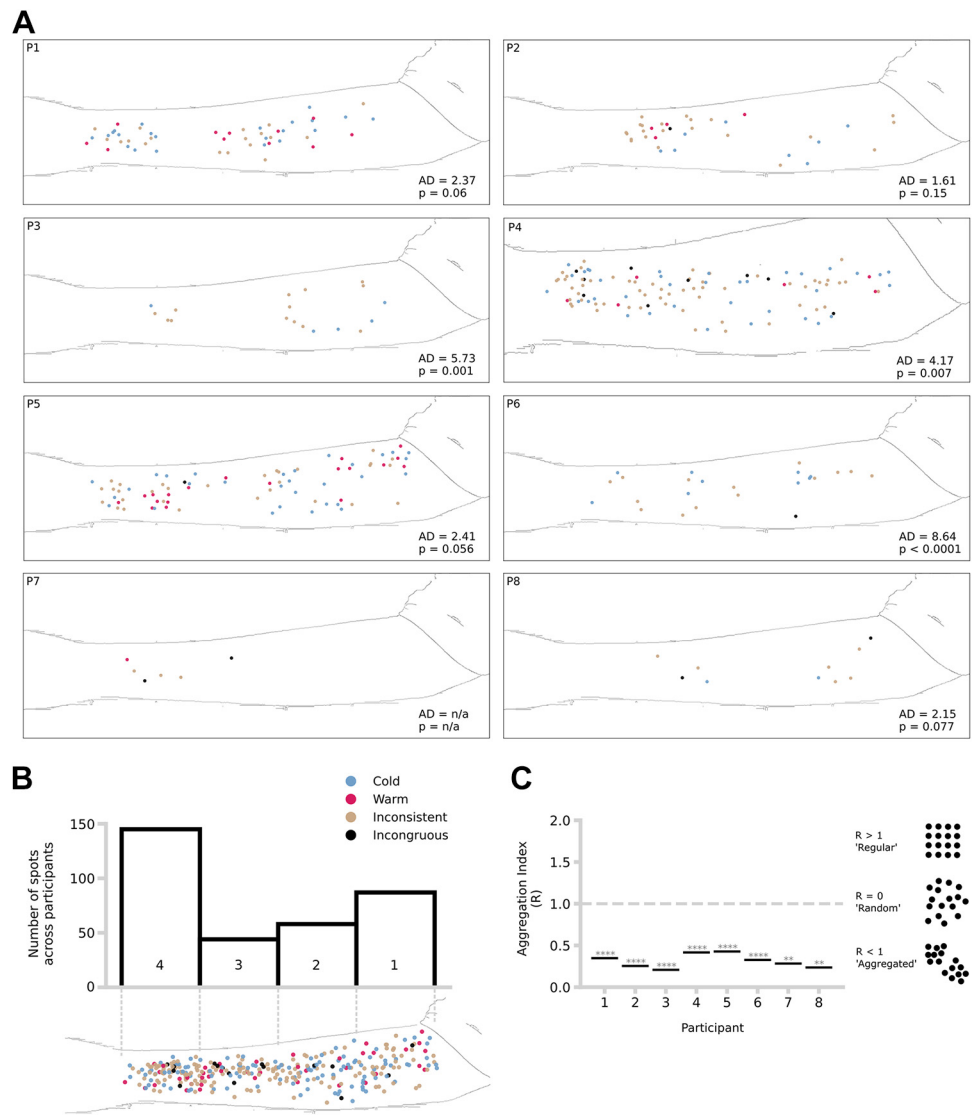 A
P1
AD = 2.37
p = 0.06
P2
AD = 1.61
p = 0.15
P3
AD = 5.73
p = 0.001
P4
AD = 4.17
p = 0.007
P5
AD = 2.41
p = 0.056
P6
AD = 8.64
p < 0.0001
P7
AD = n/a
p = n/a
P8
AD = 2.15
p = 0.077
B
Cold
Warm
Inconsistent
Incongruous
Number of spots
across participants
150
100
50
0
4
3
2
1
C
Aggregation Index
(R)
2.0
1.5
1.0
0.5
0.0
****
****
****
****
****
****
**
**
1 2 3 4 5 6 7 8
Participant
R > 1
'Regular'
R = 0
'Random'
R < 1
'Aggregated'